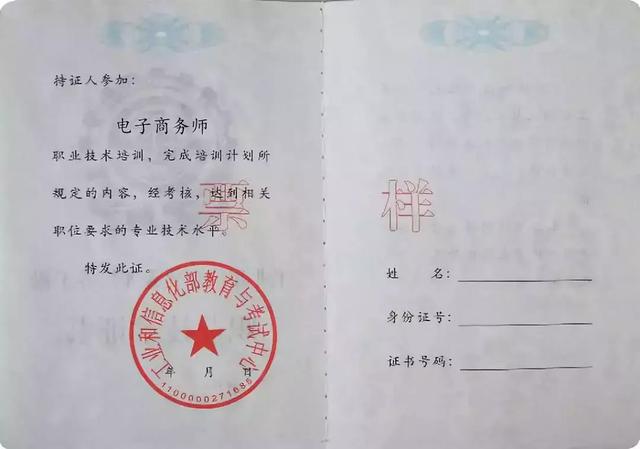 持证人参加：
电子商务师
职业技术培训，完成培训计划所
规定的内容，经考核，达到相关
职位要求的专业技术水平。
特发此证。
工业和信息化部教育与考试中心
年 月 日
1100000271685
票样
姓 名：
身份证号：
证书号码：